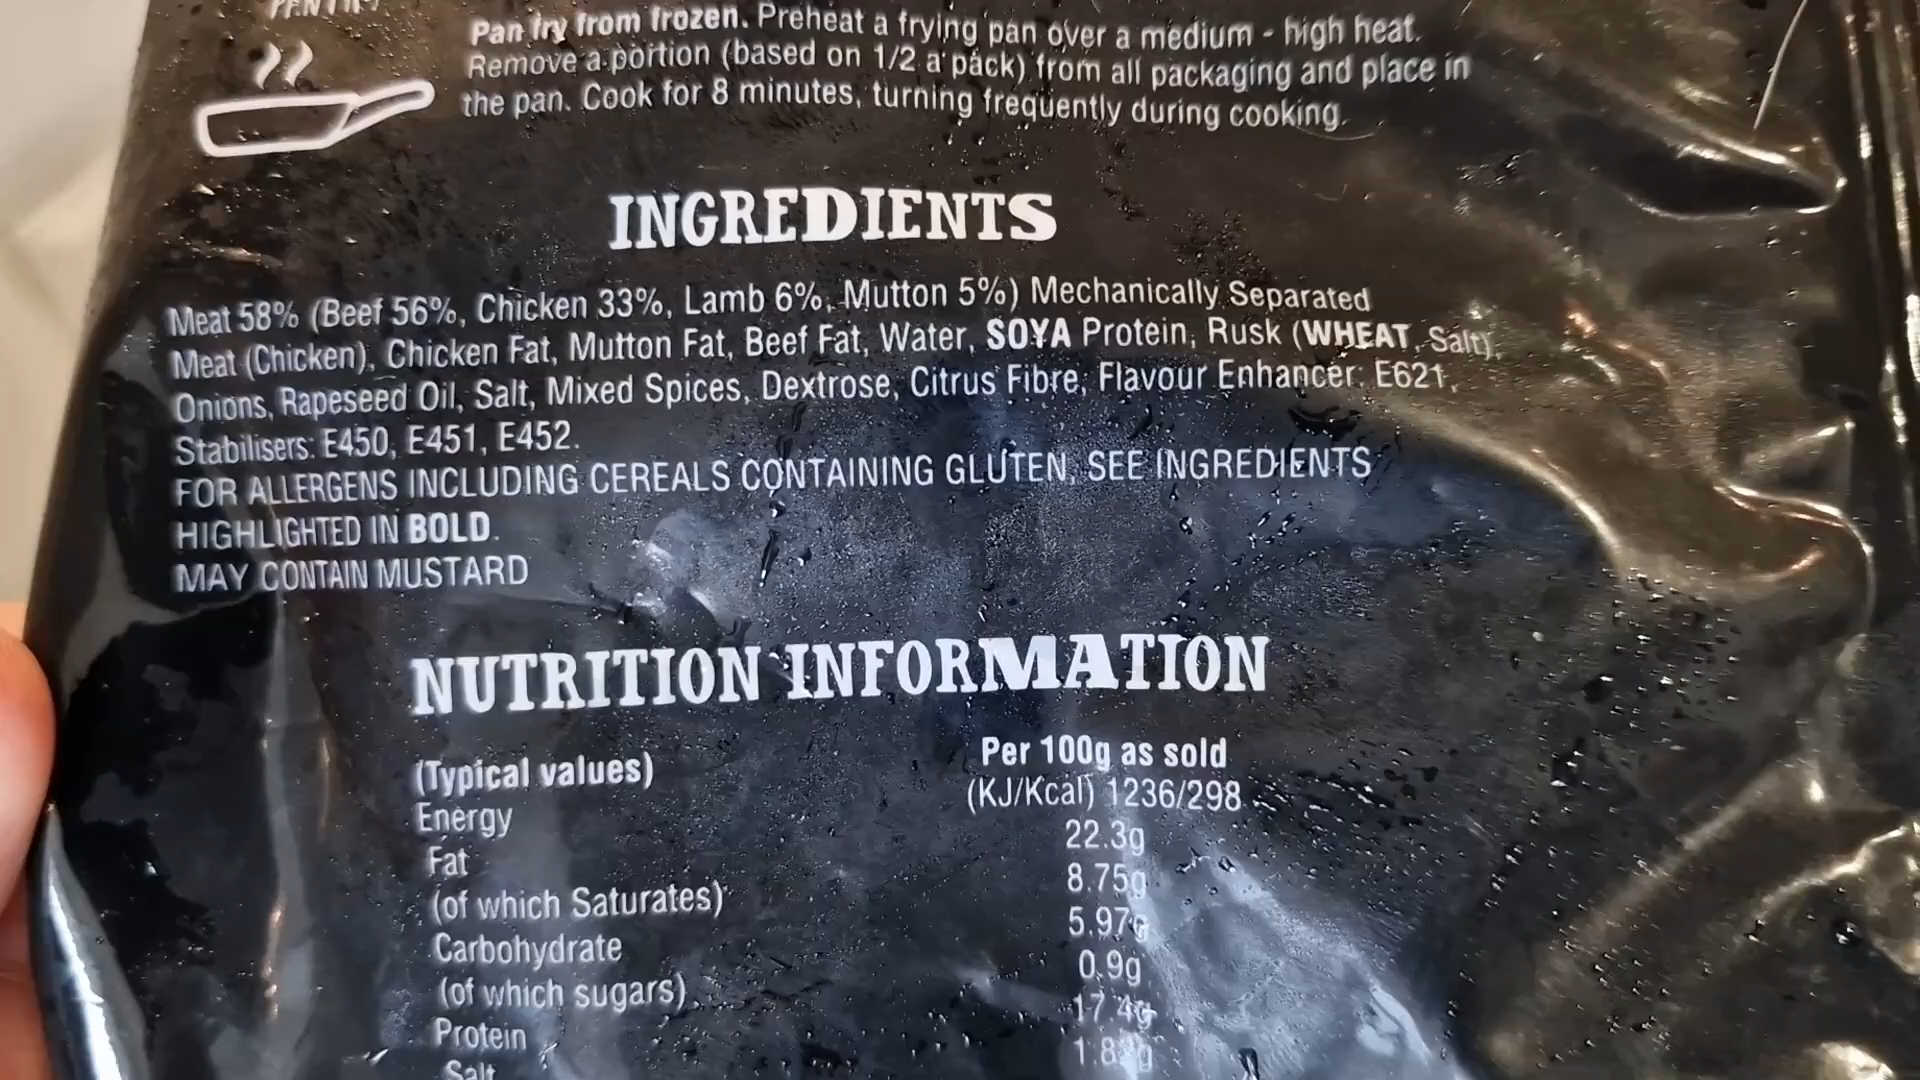 Pan fry from frozen. Preheat a frying pan over a medium - high heat.
Remove a portion (based on 1/2 a pack) from all packaging and place in
the pan. Cook for 8 minutes, turning frequently during cooking.
INGREDIENTS
Meat 58% (Beef 56%, Chicken 33%, Lamb 6%, Mutton 5%) Mechanically Separated
Meat (Chicken), Chicken Fat, Mutton Fat, Beef Fat, Water, SOYA Protein, Rusk (WHEAT, Salt),
Onions, Rapeseed Oil, Salt, Mixed Spices, Dextrose, Citrus Fibre, Flavour Enhancer: E621,
Stabilisers: E450, E451, E452.
FOR ALLERGENS INCLUDING CEREALS CONTAINING GLUTEN, SEE INGREDIENTS
HIGHLIGHTED IN BOLD.
MAY CONTAIN MUSTARD
NUTRITION INFORMATION
(Typical values) Per 100g as sold
Energy (KJ/Kcal) 1236/298
Fat 22.3g
(of which Saturates) 8.75g
Carbohydrate 5.97g
(of which sugars) 0.9g
Protein 17.4g
Salt